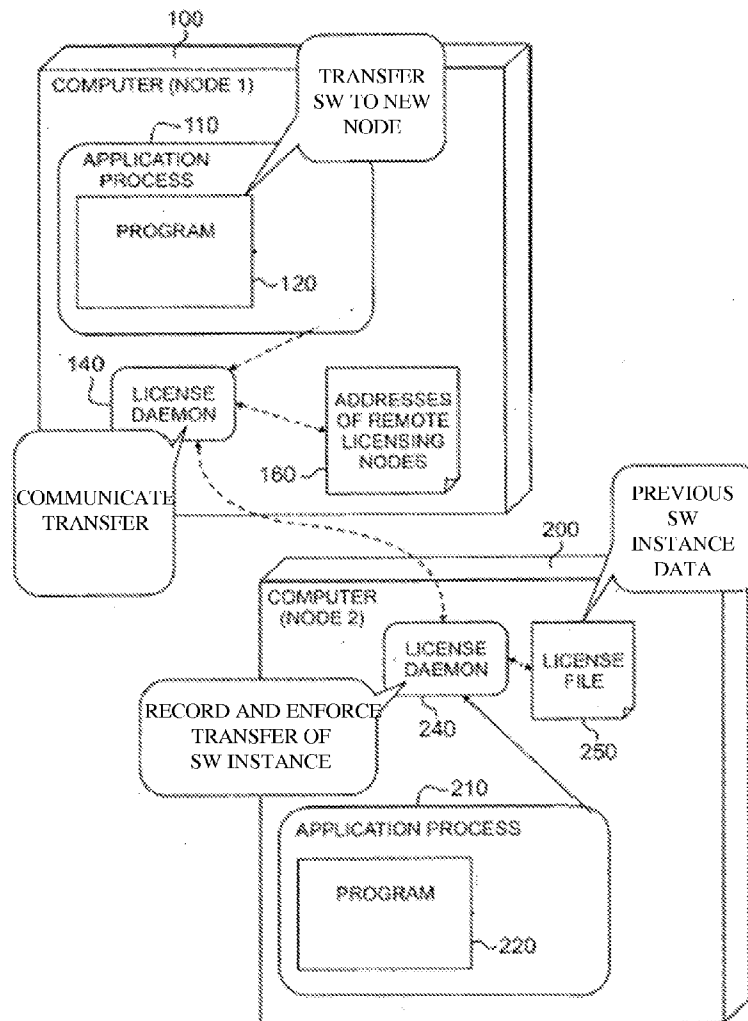 100
COMPUTER (NODE 1)
TRANSFER
SW TO NEW
NODE
110
APPLICATION
PROCESS
PROGRAM
120
140
LICENSE
DAEMON
ADDRESSES
OF REMOTE
LICENSING
NODES
160
COMMUNICATE
TRANSFER
PREVIOUS
SW
INSTANCE
DATA
200
COMPUTER
(NODE 2)
LICENSE
DAEMON
240
LICENSE
FILE
250
RECORD AND ENFORCE
TRANSFER OF
SW INSTANCE
210
APPLICATION PROCESS
PROGRAM
220